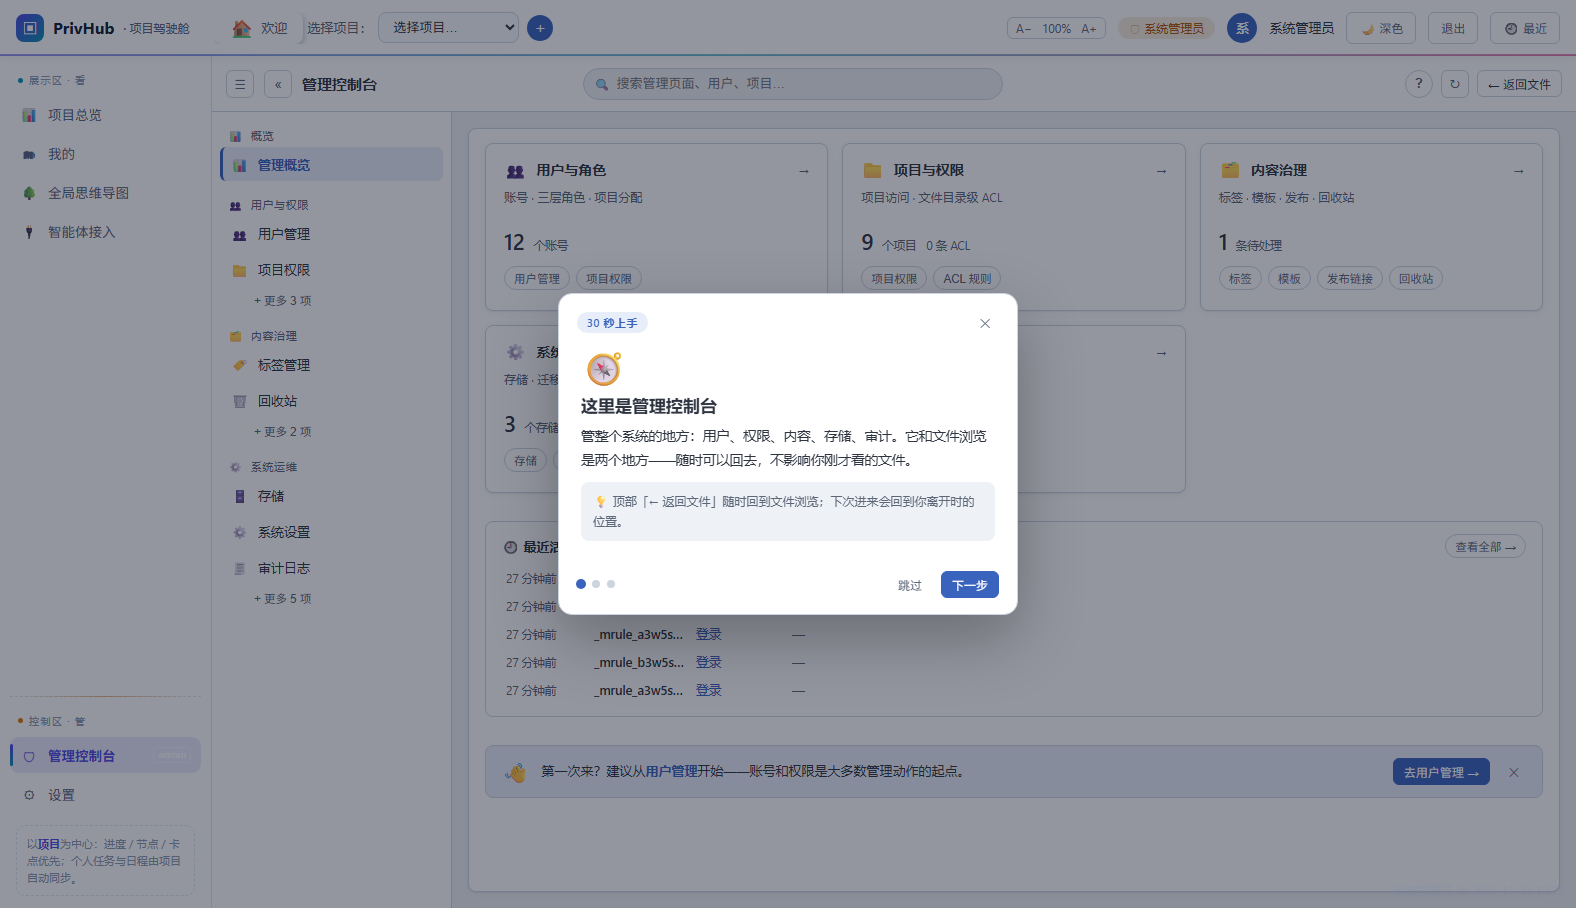 PrivHub · 项目驾驶舱
欢迎
选择项目：
选择项目...
+
A− 100% A+
系统管理员
系
系统管理员
深色
退出
最近
展示区 · 看
项目总览
我的
全局思维导图
智能体接入
控制区 · 管
管理控制台
设置
以项目为中心：进度 / 节点 / 卡
点优先；个人任务与日程由项目
自动同步。
☰
«
管理控制台
搜索管理页面、用户、项目...
?
↻
← 返回文件
概览
管理概览
用户与权限
用户管理
项目权限
+ 更多 3 项
内容治理
标签管理
回收站
+ 更多 2 项
系统运维
存储
系统设置
审计日志
+ 更多 5 项
用户与角色 →
账号 · 三层角色 · 项目分配
12 个账号
用户管理 项目权限
项目与权限 →
项目访问 · 文件目录级 ACL
9 个项目 0 条 ACL
项目权限 ACL 规则
内容治理 →
标签 · 模板 · 发布 · 回收站
1 条待处理
标签 模板 发布链接 回收站
系统
存储 · 迁移
3 个存储
存储
→
30 秒上手 ×
这里是管理控制台
管整个系统的地方：用户、权限、内容、存储、审计。它和文件浏览
是两个地方——随时可以回去，不影响你刚才看的文件。
顶部「← 返回文件」随时回到文件浏览；下次进来会回到你离开时的
位置。
跳过 下一步
最近活
查看全部 →
27 分钟前
27 分钟前
27 分钟前 _mrule_a3w5s... 登录 —
27 分钟前 _mrule_b3w5s... 登录 —
27 分钟前 _mrule_a3w5s... 登录 —
第一次来？建议从用户管理开始——账号和权限是大多数管理动作的起点。
去用户管理 → ×